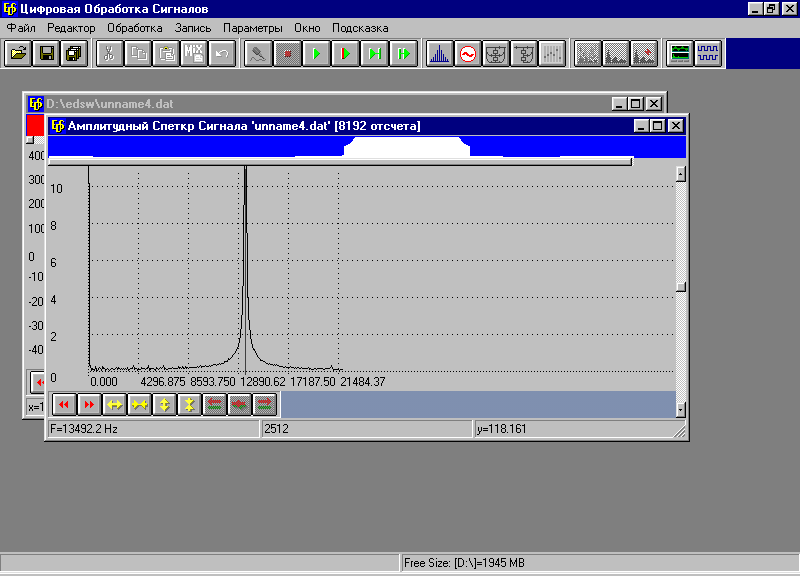 Цифровая Обработка Сигналов
Файл Редактор Обработка Запись Параметры Окно Подсказка
MiX
D:\edsw\unname4.dat
Амплитудный Спеткр Сигнала 'unname4.dat' [8192 отсчета]
400
300
200
100
0
-10
-20
-30
-40
10
8
6
4
2
0
0.000 4296.875 8593.750 12890.62 17187.50 21484.37
x=1
F=13492.2 Hz 2512 y=118.161
Free Size: [D:\]=1945 MB